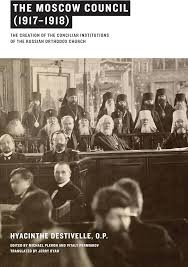 THE MOSCOW COUNCIL
(1917–1918)
THE CREATION OF THE CONCILIAR INSTITUTIONS
OF THE RUSSIAN ORTHODOX CHURCH
HYACINTHE DESTIVELLE, O.P.
EDITED BY MICHAEL PLEKON AND VITALY PERMIAKOV
TRANSLATED BY JERRY RYAN